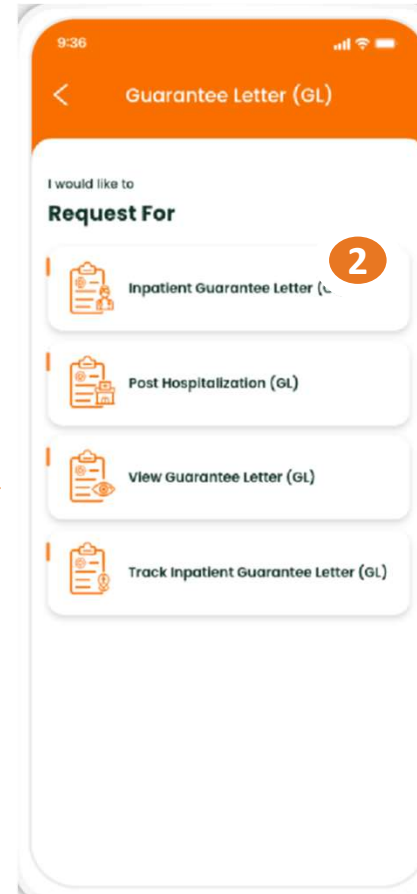 9:36
Guarantee Letter (GL)
I would like to
Request For
2
Inpatient Guarantee Letter (
Post Hospitalization (GL)
View Guarantee Letter (GL)
Track Inpatient Guarantee Letter (GL)